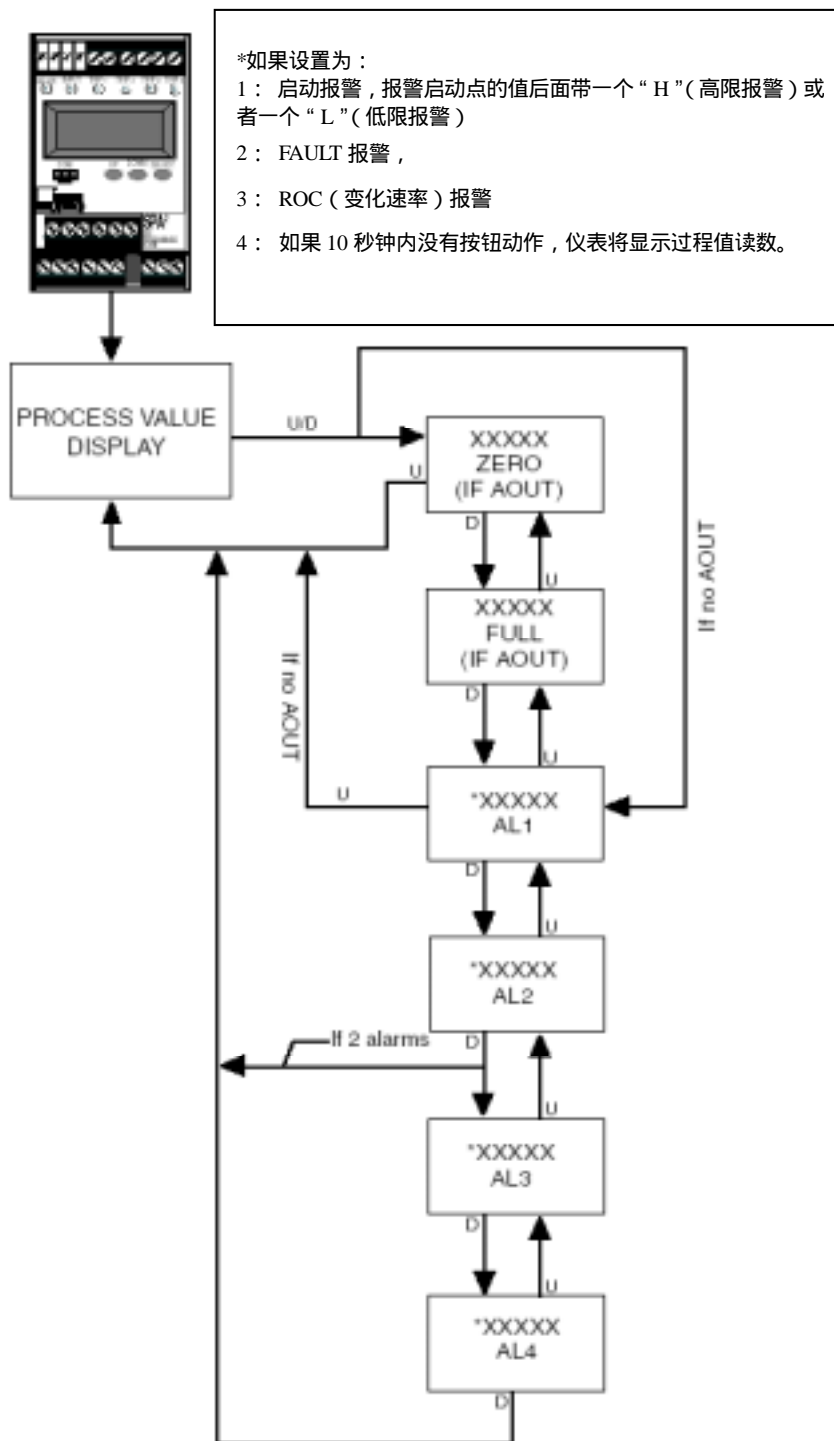 *如果设置为：
1： 启动报警，报警启动点的值后面带一个“H”(高限报警)或
者一个“L”(低限报警)
2： FAULT 报警，
3： ROC（变化速率）报警
4： 如果 10 秒钟内没有按钮动作，仪表将显示过程值读数。
PROCESS VALUE
DISPLAY
U/D
XXXXX
ZERO
(IF AOUT)
U
D
U
If no AOUT
XXXXX
FULL
(IF AOUT)
If no AOUT
D
U
U
*XXXXX
AL1
D
U
*XXXXX
AL2
If 2 alarms
D
U
*XXXXX
AL3
D
U
*XXXXX
AL4
D